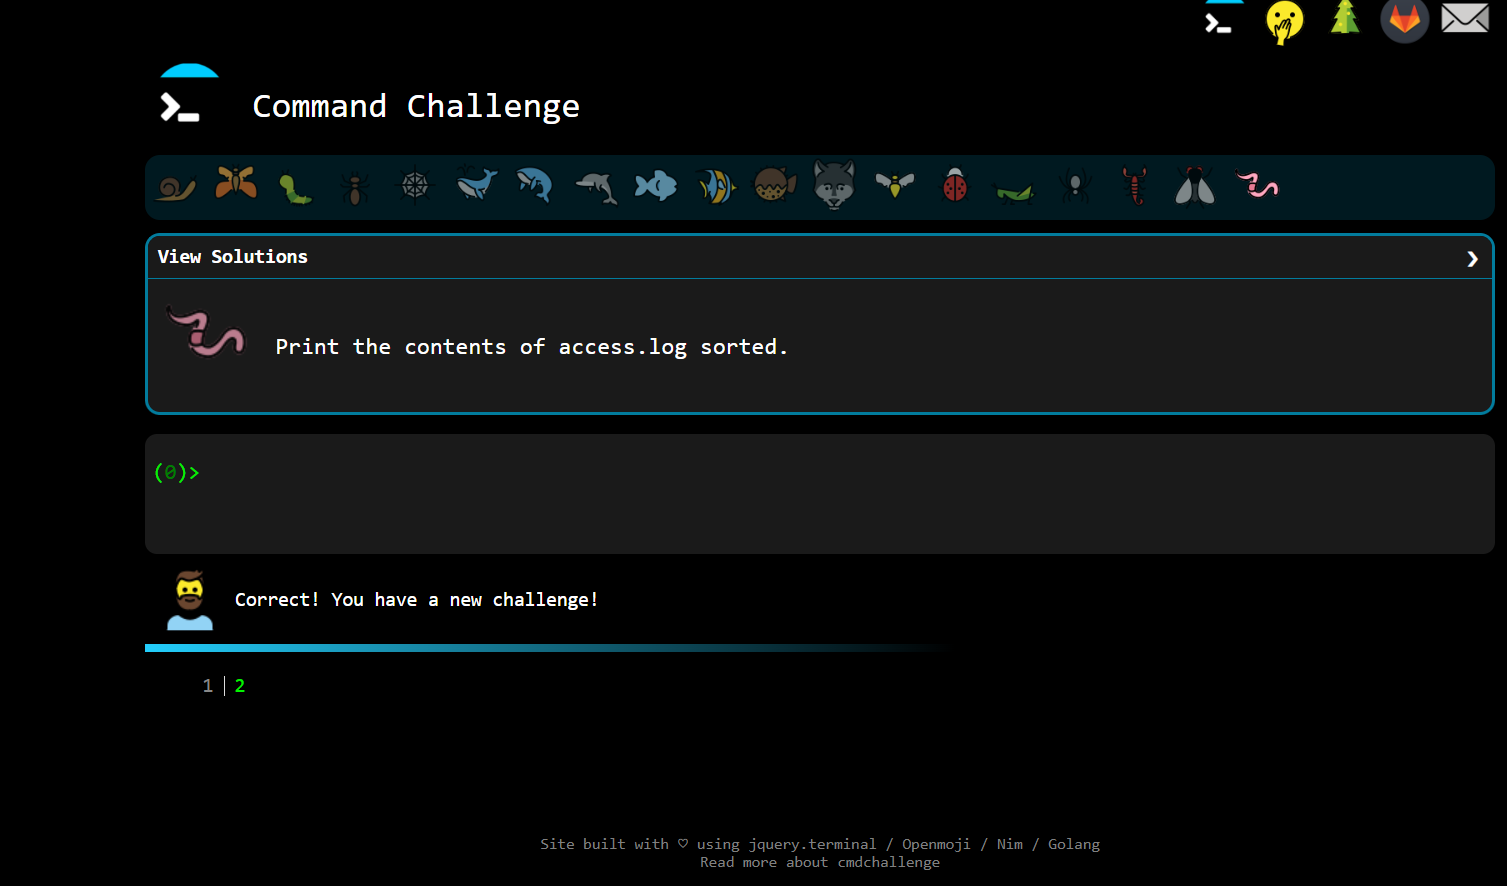 Command Challenge
View Solutions
Print the contents of access.log sorted.
(0)>
Correct! You have a new challenge!
1 | 2
Site built with ♡ using jquery.terminal / Openmoji / Nim / Golang
Read more about cmdchallenge